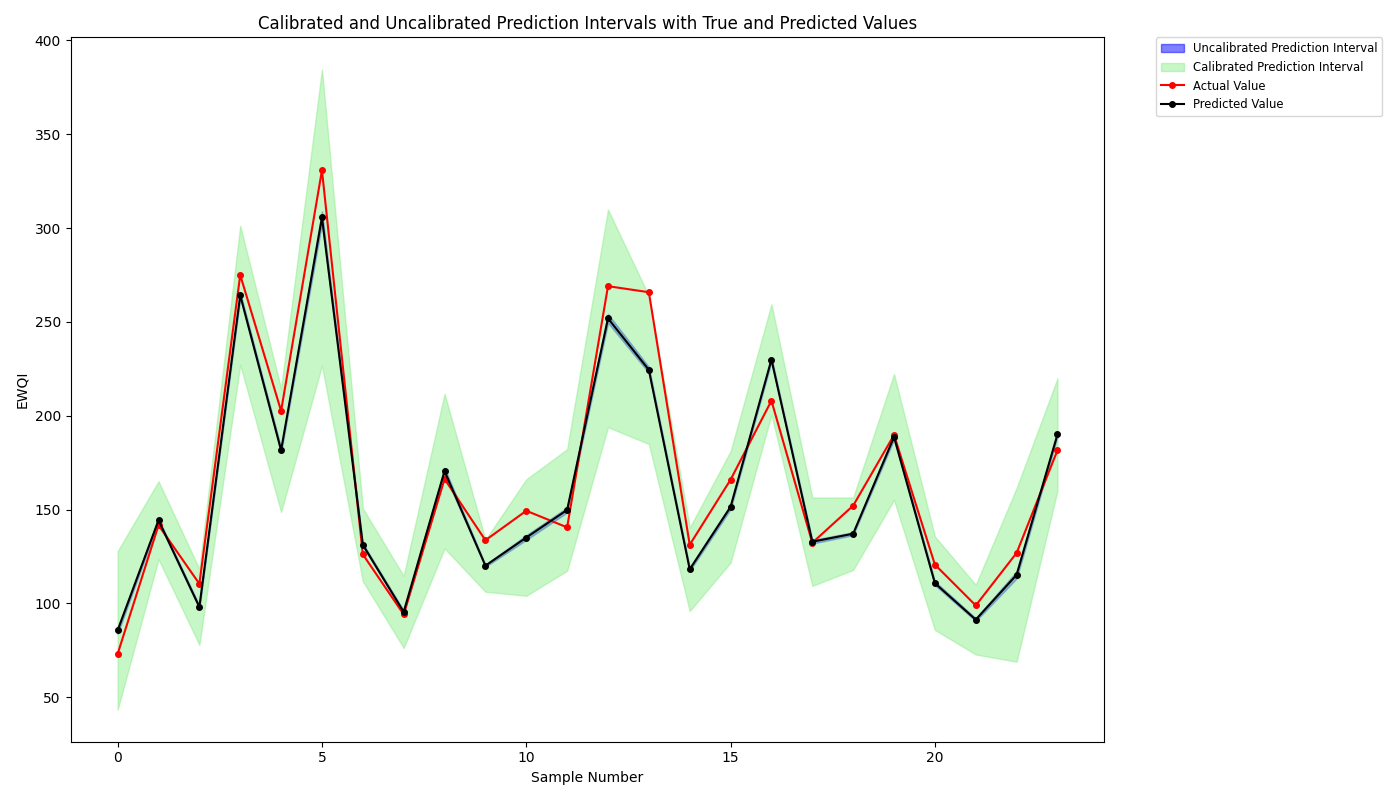 Calibrated and Uncalibrated Prediction Intervals with True and Predicted Values
400
350
300
250
200
150
100
50
EWQI
0 5 10 15 20
Sample Number
Uncalibrated Prediction Interval
Calibrated Prediction Interval
Actual Value
Predicted Value